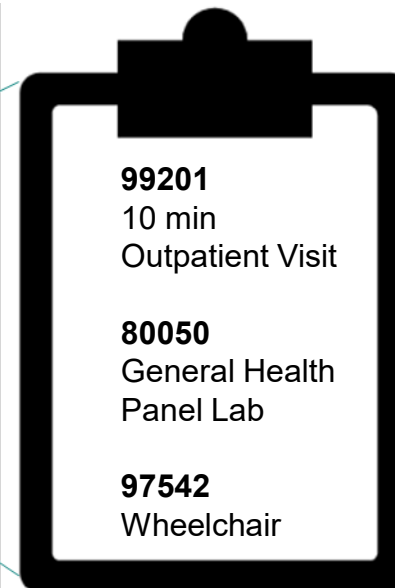 99201
10 min
Outpatient Visit
80050
General Health
Panel Lab
97542
Wheelchair